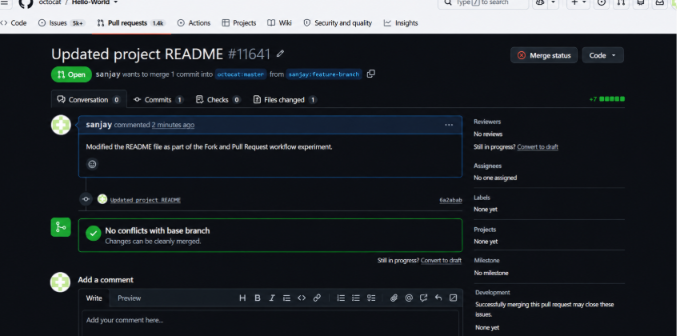 octocat / Hello-World
Type / to search
Code Issues 5k+ Pull requests 1.4k Actions Projects Wiki Security and quality Insights
Updated project README #11641
Merge status Code
Open sanjay wants to merge 1 commit into octocat:master from sanjay:feature-branch
Conversation 0 Commits 1 Checks 0 Files changed 1
+7
sanjay commented 2 minutes ago
Modified the README file as part of the Fork and Pull Request workflow experiment.
Updated project README
No conflicts with base branch
Changes can be cleanly merged.
Still in progress? Convert to draft
Add a comment
Write Preview
H B I
Add your comment here...
Reviewers
No reviews
Still in progress? Convert to draft
Assignees
No one assigned
Labels
None yet
Projects
None yet
Milestone
No milestone
Development
Successfully merging this pull request may close these
issues.
None yet